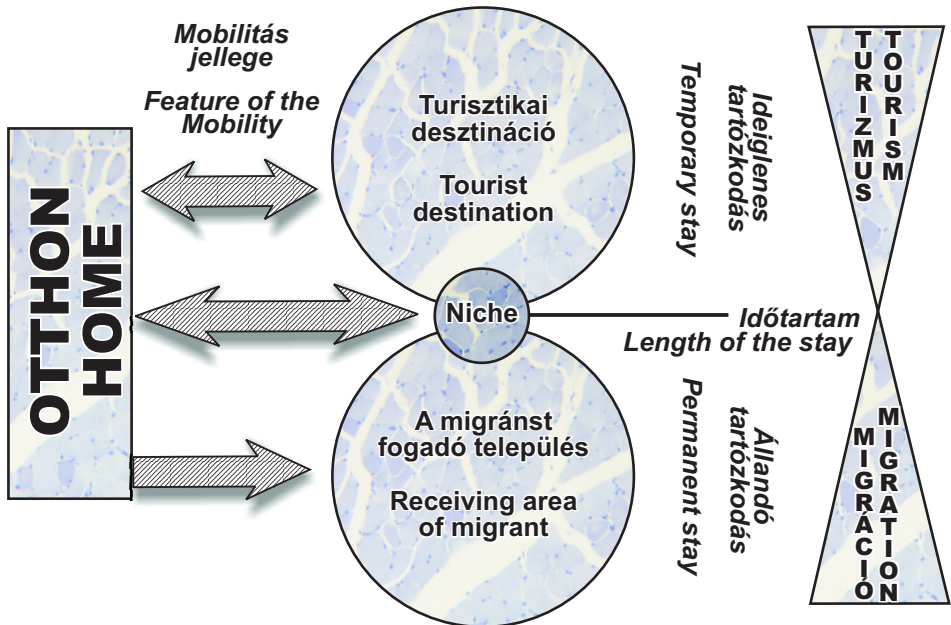 OTTHON
HOME
Mobilitás
jellege
Feature of the
Mobility
Turisztikai
desztináció
Tourist
destination
Niche
A migránst
fogadó település
Receiving area
of migrant
Ideiglenes
tartózkodás
Temporary stay
Időtartam
Length of the stay
Állandó
tartózkodás
Permanent stay
TURIZMUS
TOURISM
MIGRÁCIÓ
MIGRATION